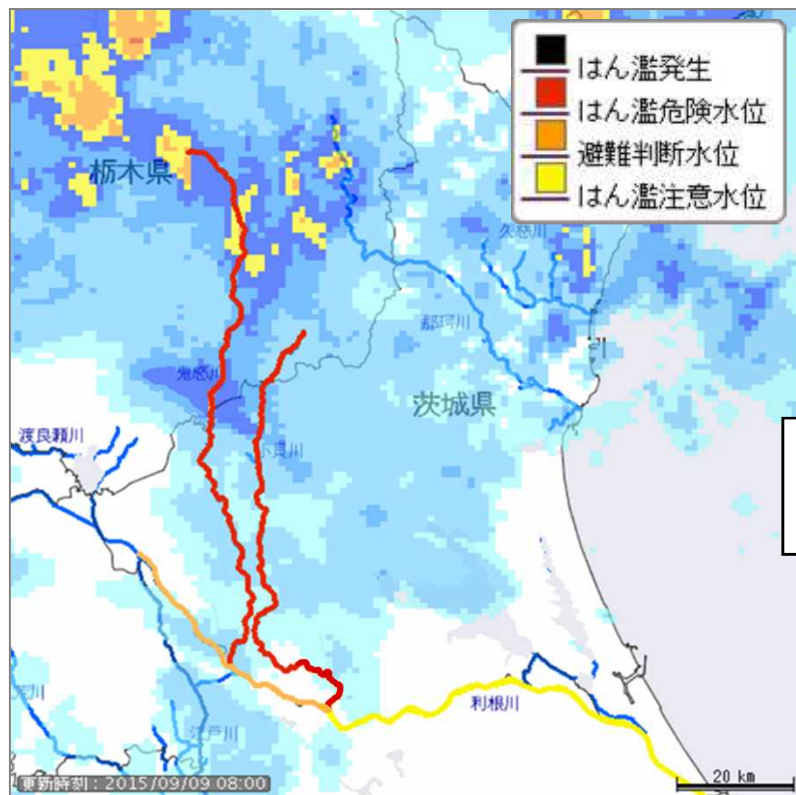 はん濫発生
はん濫危険水位
避難判断水位
はん濫注意水位
栃木県
久慈川
那珂川
鬼怒川
茨城県
渡良瀬川
小貝川
荒川
利根川
江戸川
更新時刻：2015/09/09 08:00
20 km